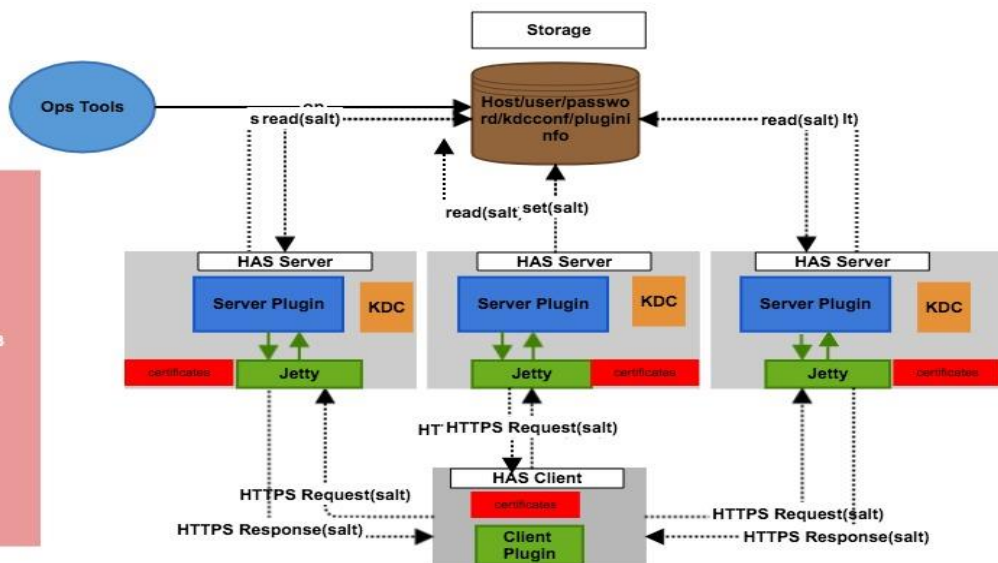 Storage
Ops Tools
Host/user/passwo
rd/kdcconf/plugini
nfo
read(salt)
read(salt)
read(salt
set(salt)
HAS Server
HAS Server
HAS Server
Server Plugin
KDC
Server Plugin
KDC
Server Plugin
KDC
certificates
Jetty
Jetty
certificates
Jetty
certificates
HTTPS Request(salt)
HAS Client
certificates
HTTPS Request(salt)
HTTPS Response(salt)
Client
Plugin
HTTPS Request(salt)
HTTPS Response(salt)